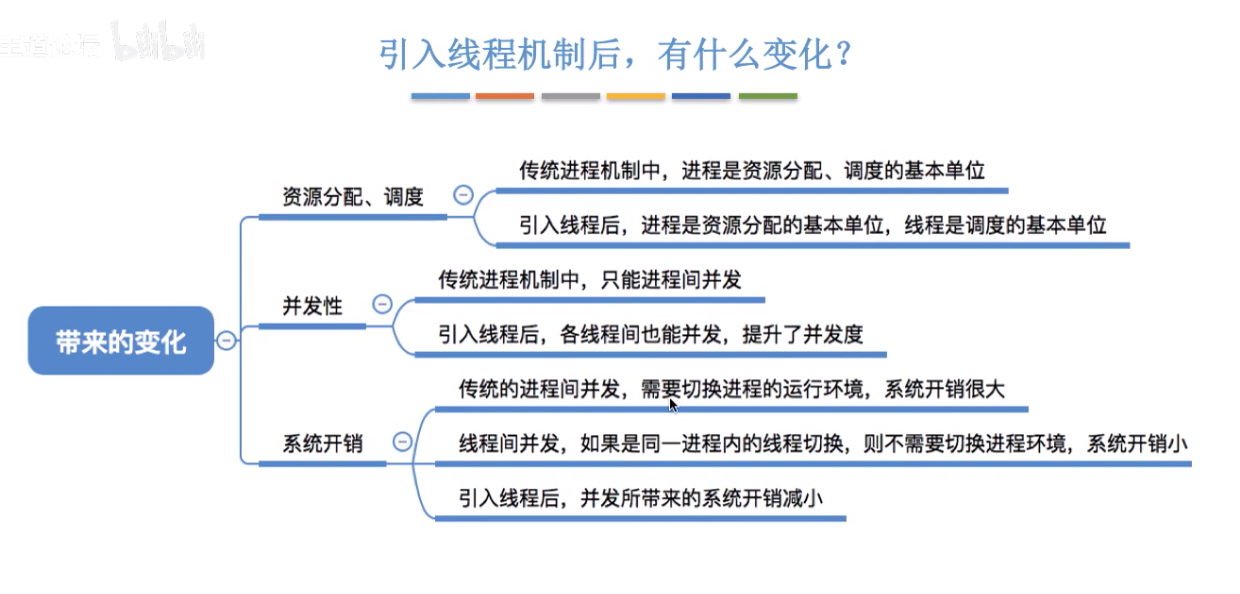 王道论坛 bilibili
引入线程机制后，有什么变化？
带来的变化
资源分配、调度
传统进程机制中，进程是资源分配、调度的基本单位
引入线程后，进程是资源分配的基本单位，线程是调度的基本单位
并发性
传统进程机制中，只能进程间并发
引入线程后，各线程间也能并发，提升了并发度
系统开销
传统的进程间并发，需要切换进程的运行环境，系统开销很大
线程间并发，如果是同一进程内的线程切换，则不需要切换进程环境，系统开销小
引入线程后，并发所带来的系统开销减小